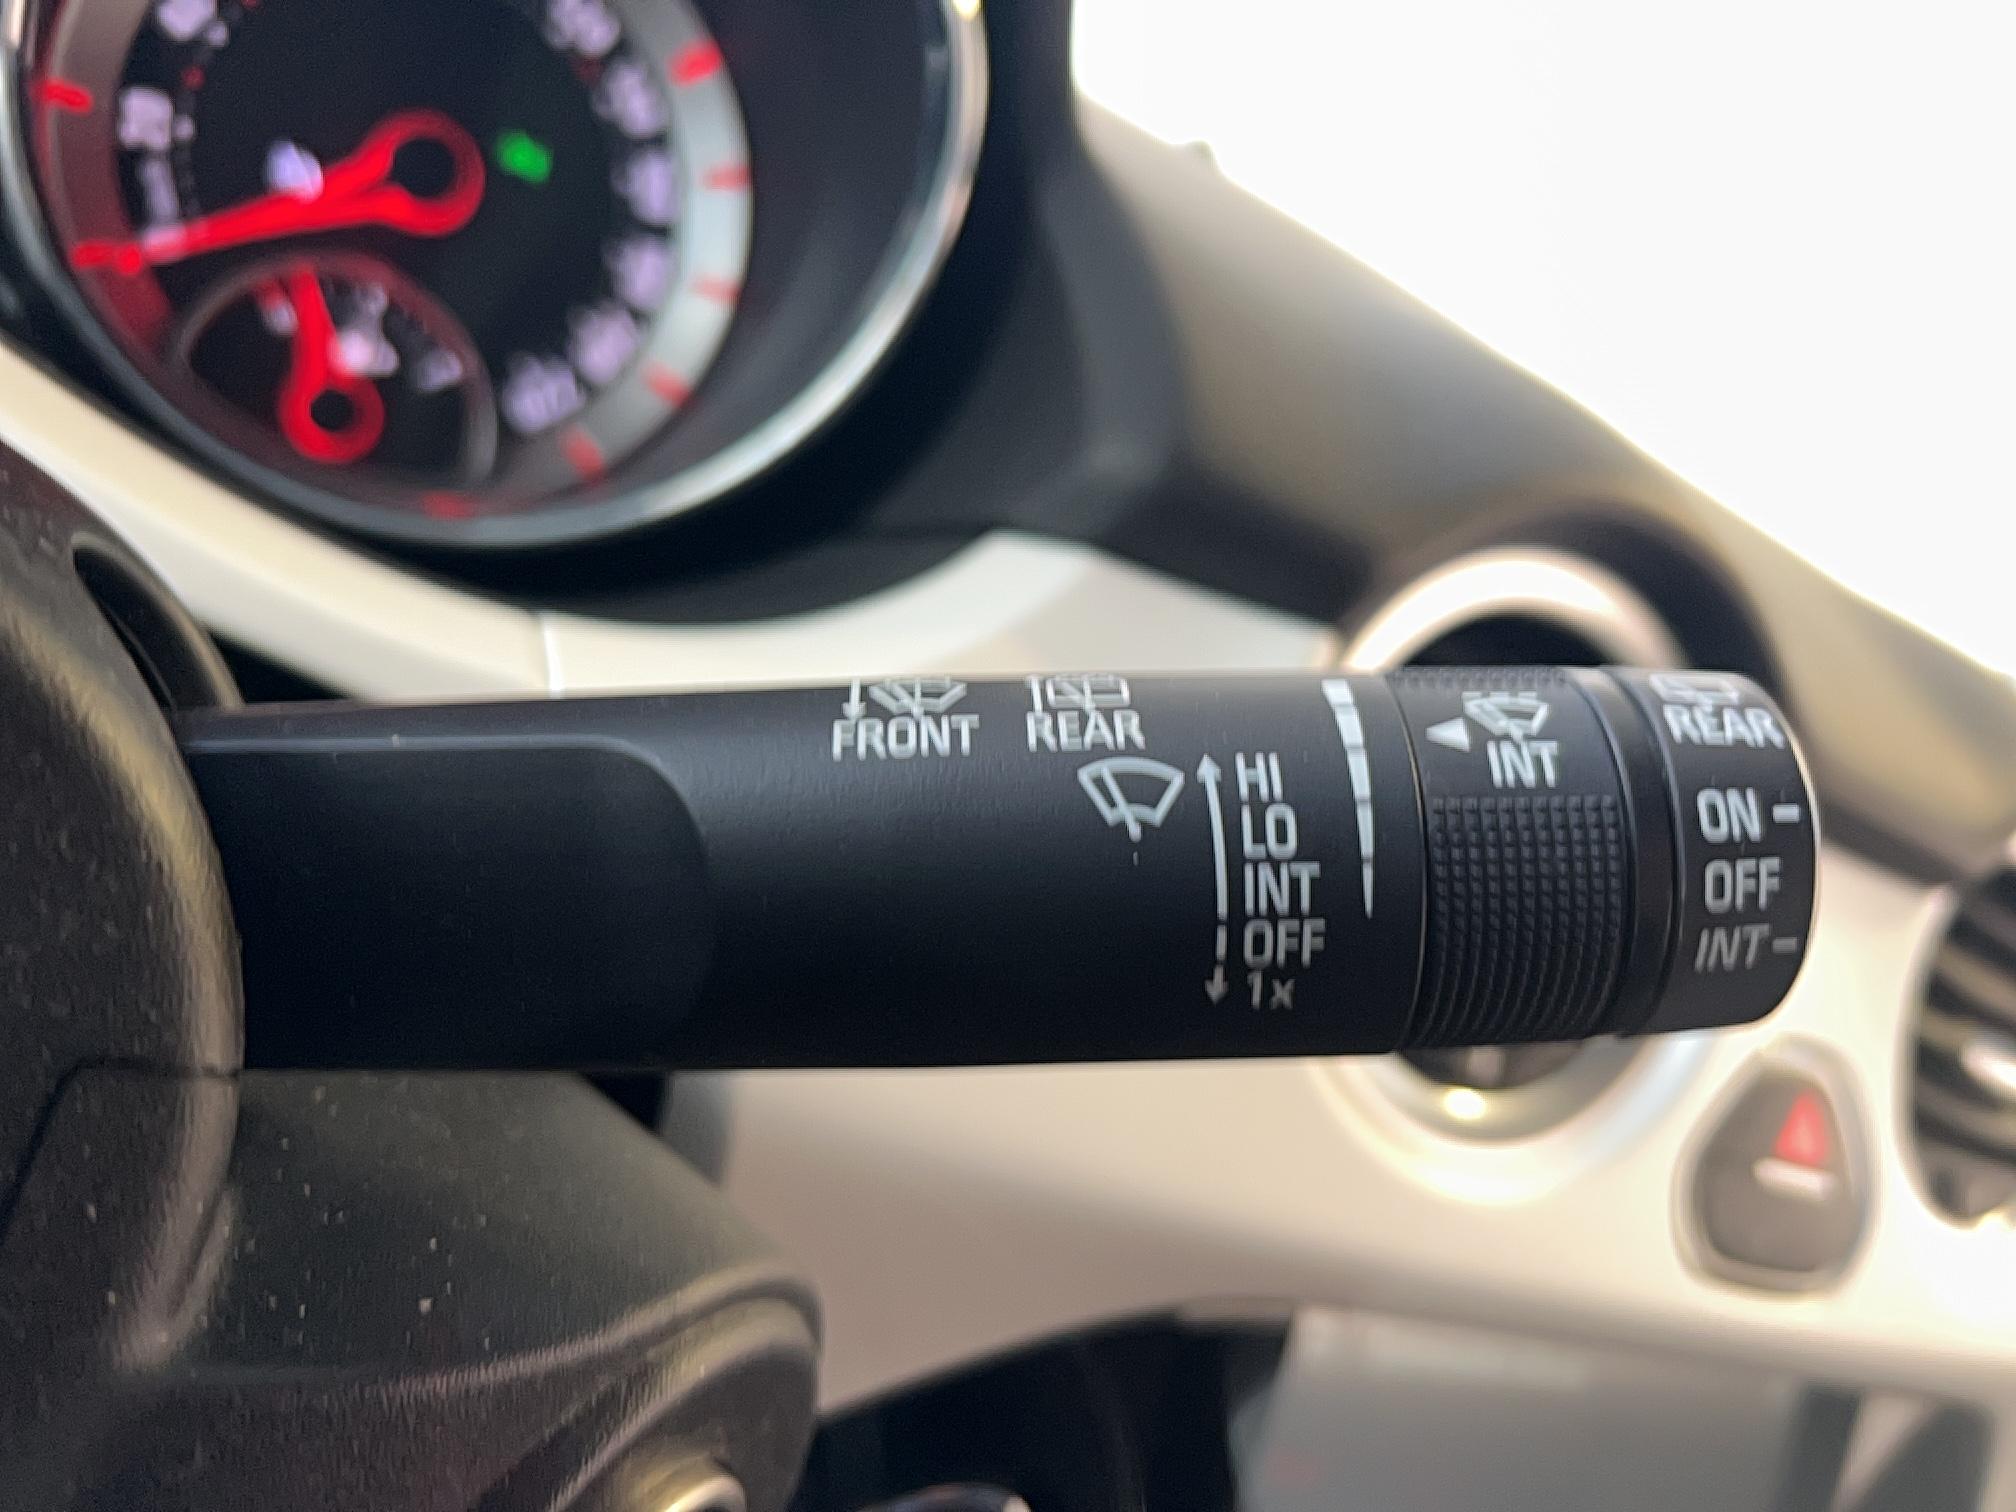 FRONT
REAR
HI
LO
INT
OFF
1x
INT
REAR
ON
OFF
INT